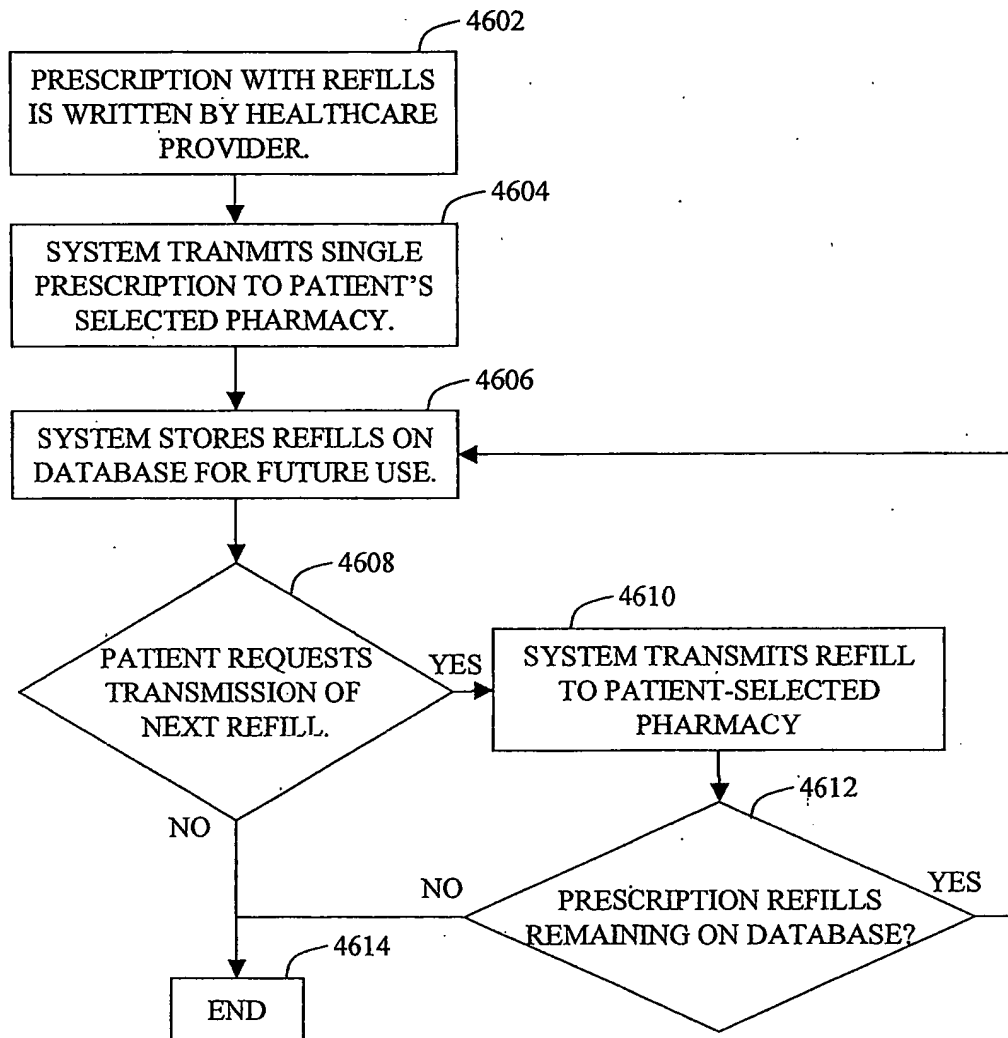 4602
PRESCRIPTION WITH REFILLS
IS WRITTEN BY HEALTHCARE
PROVIDER.
4604
SYSTEM TRANMITS SINGLE
PRESCRIPTION TO PATIENT'S
SELECTED PHARMACY.
4606
SYSTEM STORES REFILLS ON
DATABASE FOR FUTURE USE.
4608
PATIENT REQUESTS
TRANSMISSION OF
NEXT REFILL.
YES
4610
SYSTEM TRANSMITS REFILL
TO PATIENT-SELECTED
PHARMACY
NO
4612
PRESCRIPTION REFILLS
REMAINING ON DATABASE?
NO
YES
4614
END